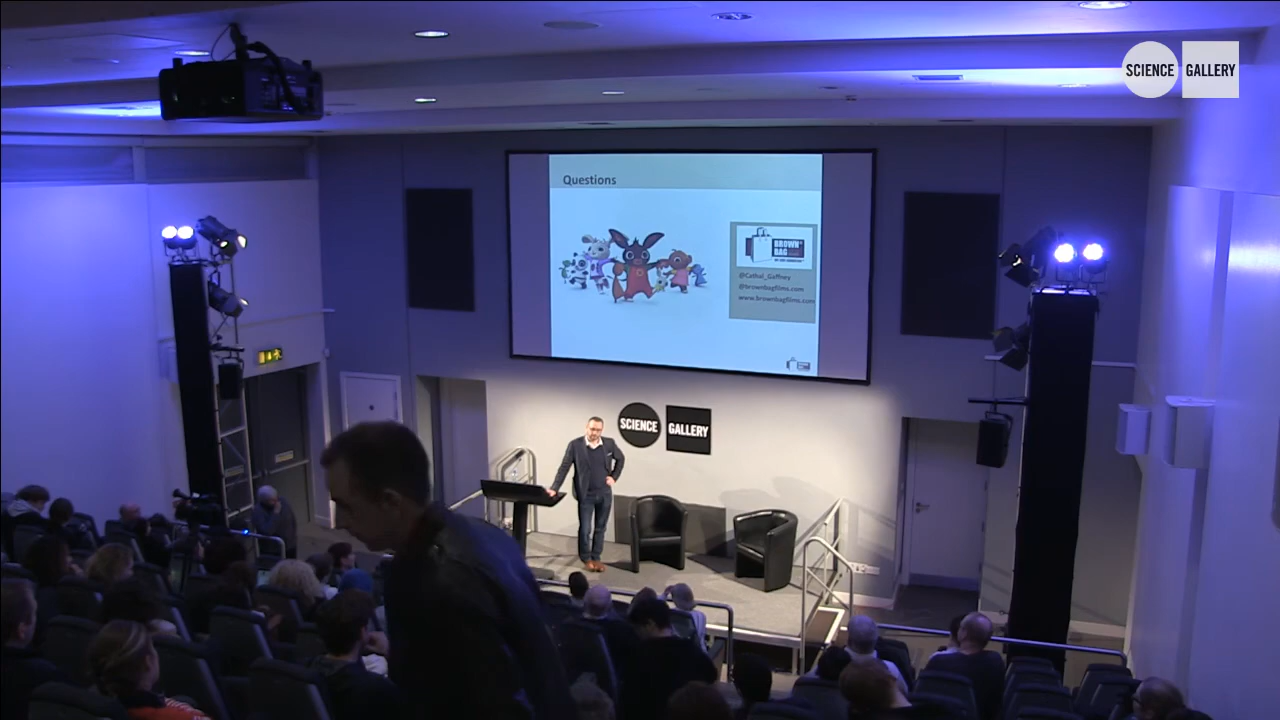 SCIENCE GALLERY
Questions
BROWN
BAG
@Cathal_Gaffney
@brownbagfilms.com
www.brownbagfilms.com
SCIENCE GALLERY